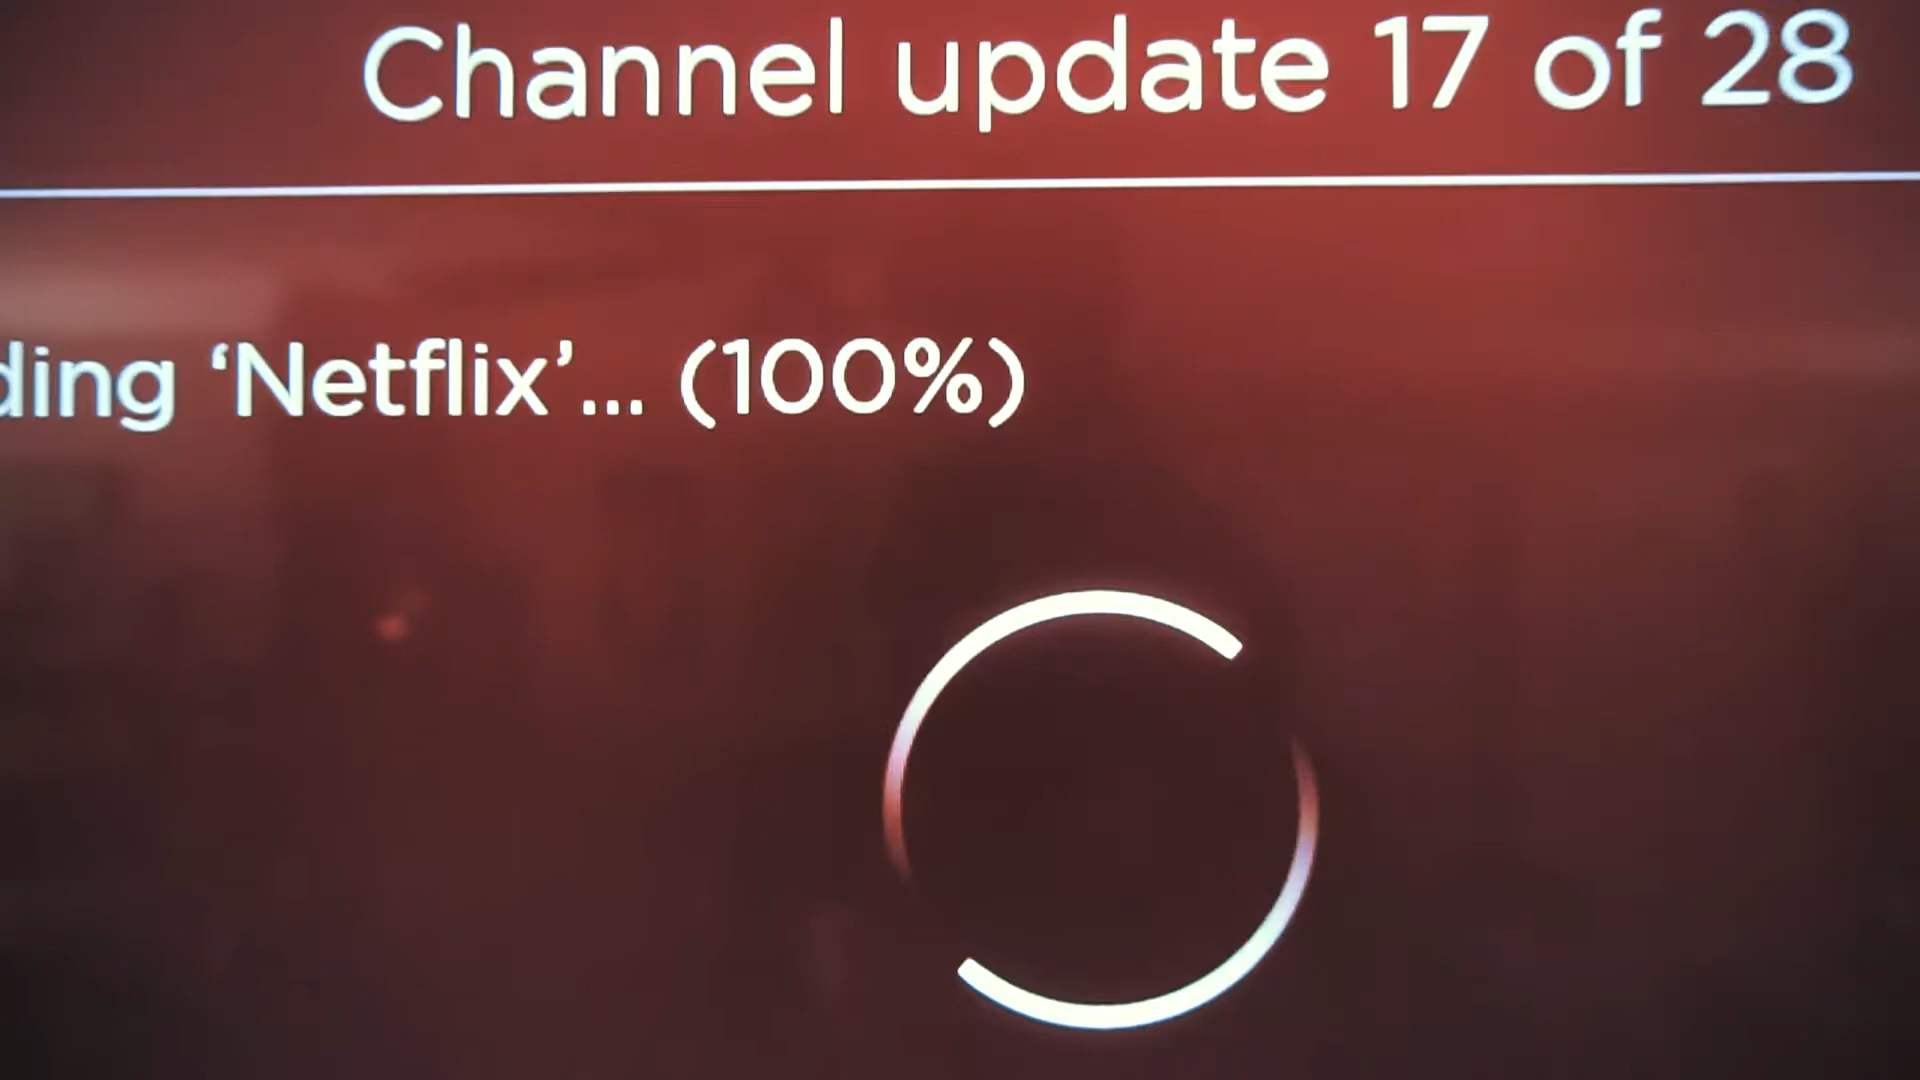 Channel update 17 of 28
ding ‘Netflix’... (100%)